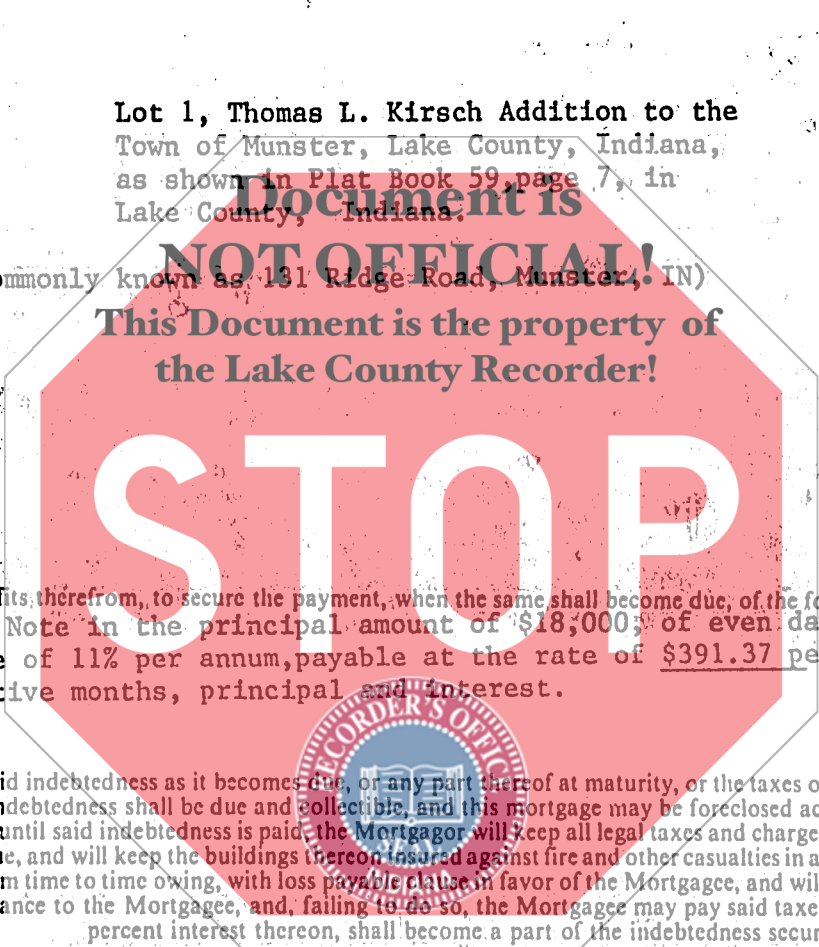 Lot 1, Thomas L. Kirsch Addition to the
Town of Munster, Lake County, Indiana,
as shown in Plat Book 59, page 7, in
Lake County, Indiana.
Document is
NOT OFFICIAL!
ommonly known as 131 Ridge Road, Munster, IN)
This Document is the property of
the Lake County Recorder!
STOP
fits therefrom, to secure the payment, when the same shall become due, of the fo
Note in the principal amount of $18,000, of even da
e of 11% per annum, payable at the rate of $391.37 pe
tive months, principal and interest.
RECORDER'S OFFICE
id indebtedness as it becomes due, or any part thereof at maturity, or the taxes o
ndebtedness shall be due and collectible, and this mortgage may be foreclosed ac
until said indebtedness is paid, the Mortgagor will keep all legal taxes and charge
e, and will keep the buildings thereon insured against fire and other casualties in a
m time to time owing, with loss payable clause in favor of the Mortgagee, and wil
ance to the Mortgagee, and, failing to do so, the Mortgagee may pay said taxe
percent interest thereon, shall become a part of the indebtedness secur
SEAL